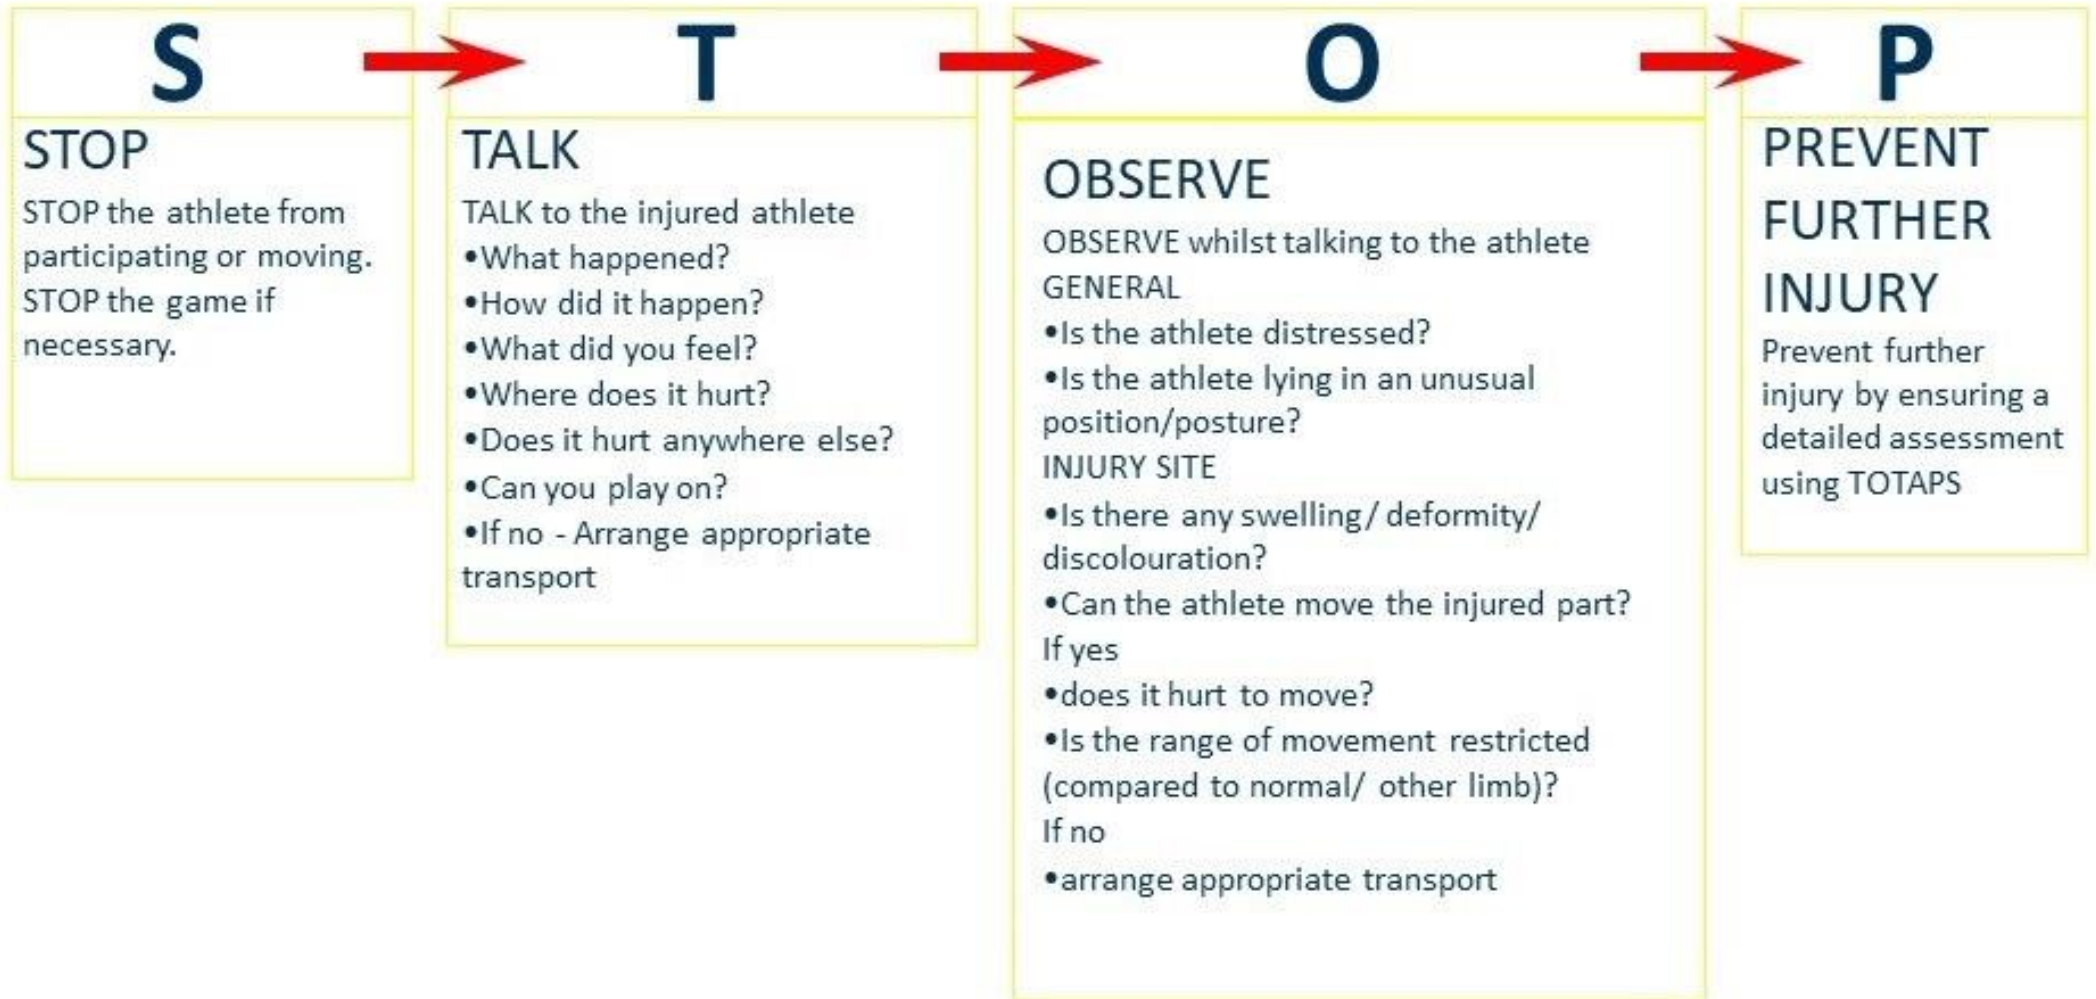 S
STOP
STOP the athlete from
participating or moving.
STOP the game if
necessary.
T
TALK
TALK to the injured athlete
•What happened?
•How did it happen?
•What did you feel?
•Where does it hurt?
•Does it hurt anywhere else?
•Can you play on?
•If no - Arrange appropriate
transport
O
OBSERVE
OBSERVE whilst talking to the athlete
GENERAL
•Is the athlete distressed?
•Is the athlete lying in an unusual
position/posture?
INJURY SITE
•Is there any swelling/ deformity/
discolouration?
•Can the athlete move the injured part?
If yes
•does it hurt to move?
•Is the range of movement restricted
(compared to normal/ other limb)?
If no
•arrange appropriate transport
P
PREVENT
FURTHER
INJURY
Prevent further
injury by ensuring a
detailed assessment
using TOTAPS